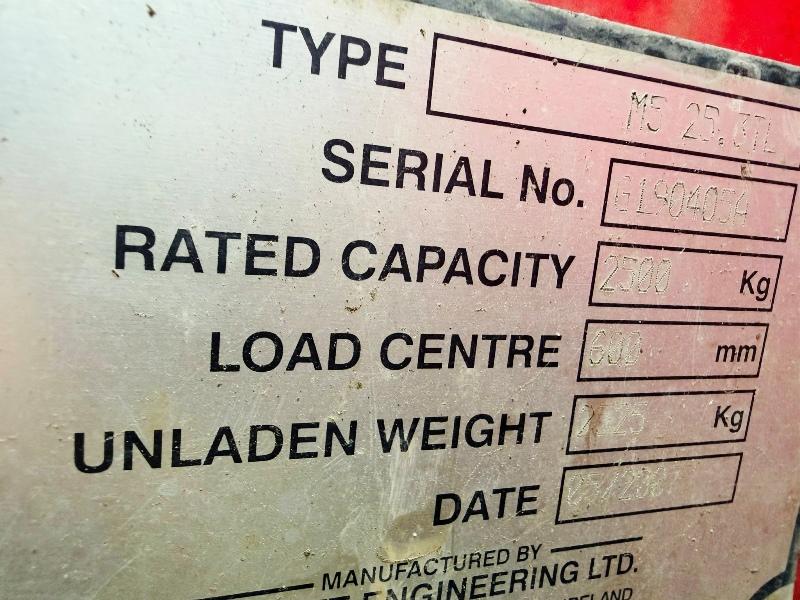 TYPE M5 25.3TL
SERIAL No. G190405A
RATED CAPACITY 2500 Kg
LOAD CENTRE 600 mm
UNLADEN WEIGHT Kg
DATE
MANUFACTURED BY
ENGINEERING LTD.